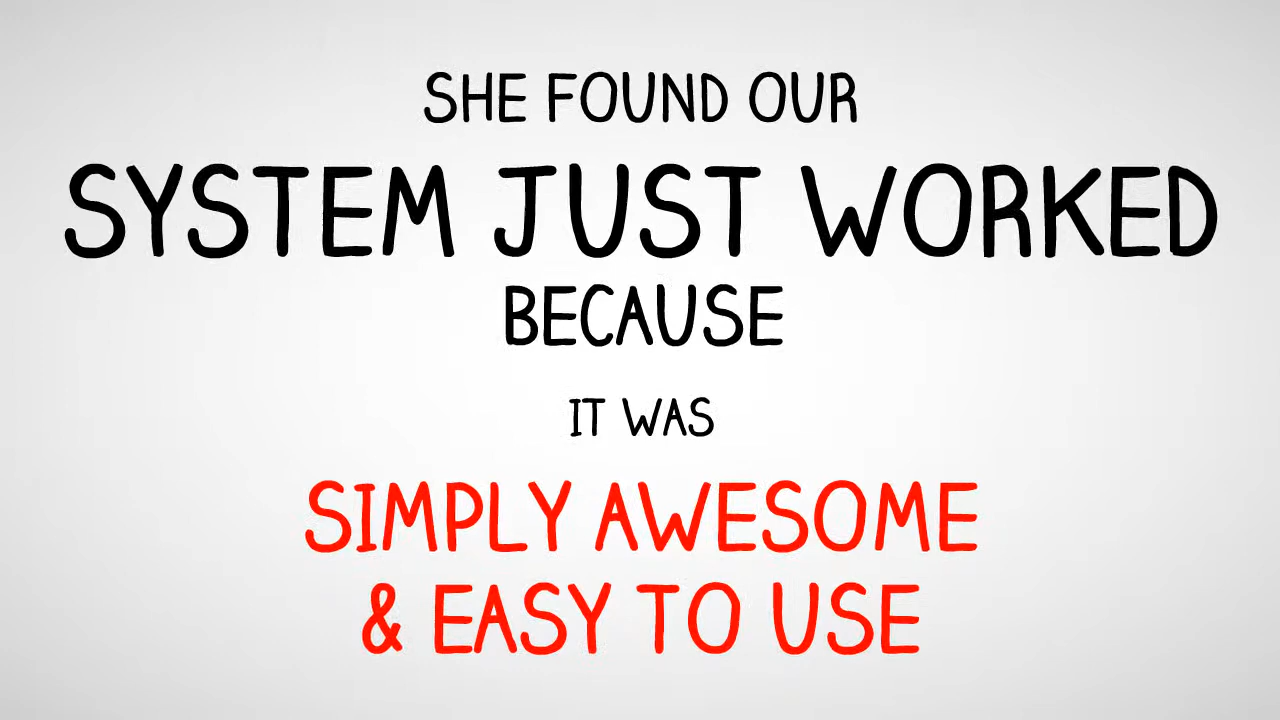 SHE FOUND OUR
SYSTEM JUST WORKED
BECAUSE
IT WAS
SIMPLY AWESOME
& EASY TO USE